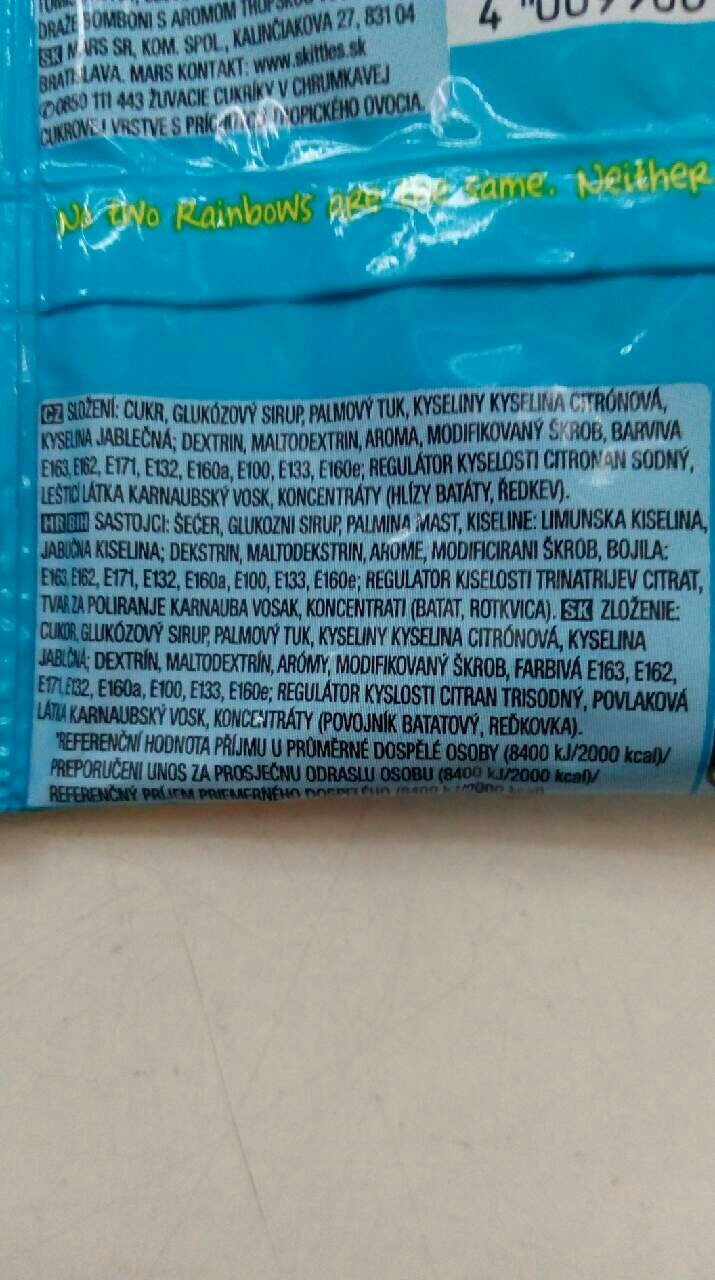 DRAŽE BOMBONI S AROMOM
SK MARS SR, KOM. SPOL., KALINČIAKOVA 27, 831 04
BRATISLAVA. MARS KONTAKT: www.skittles.sk
0850 111 443 ŽUVACIE CUKRÍKY V CHRUMKAVEJ
CUKROVEJ VRSTVE S PRÍCHUŤOU TROPICKÉHO OVOCIA.
4
No two Rainbows are the same. Neither
CZ SLOŽENÍ: CUKR, GLUKÓZOVÝ SIRUP, PALMOVÝ TUK, KYSELINY KYSELINA CITRÓNOVÁ,
KYSELINA JABLEČNÁ; DEXTRIN, MALTODEXTRIN, AROMA, MODIFIKOVANÝ ŠKROB, BARVIVA
E163, E162, E171, E132, E160a, E100, E133, E160e; REGULÁTOR KYSELOSTI CITRONAN SODNÝ,
LEŠTICÍ LÁTKA KARNAUBSKÝ VOSK, KONCENTRÁTY (HLÍZY BATÁTY, ŘEDKEV).
HR BIH SASTOJCI: ŠEĆER, GLUKOZNI SIRUP, PALMINA MAST, KISELINE: LIMUNSKA KISELINA,
JABUČNA KISELINA; DEKSTRIN, MALTODEKSTRIN, AROME, MODIFICIRANI ŠKROB, BOJILA:
E163, E162, E171, E132, E160a, E100, E133, E160e; REGULATOR KISELOSTI TRINATRIJEV CITRAT,
TVAR ZA POLIRANJE KARNAUBA VOSAK, KONCENTRATI (BATAT, ROTKVICA). SK ZLOŽENIE:
CUKOR, GLUKÓZOVÝ SIRUP, PALMOVÝ TUK, KYSELINY KYSELINA CITRÓNOVÁ, KYSELINA
JABLČNÁ; DEXTRÍN, MALTODEXTRÍN, ARÓMY, MODIFIKOVANÝ ŠKROB, FARBIVÁ E163, E162,
E171, E132, E160a, E100, E133, E160e; REGULÁTOR KYSLOSTI CITRAN TRISODNÝ, POVLAKOVÁ
LÁTKA KARNAUBSKÝ VOSK, KONCENTRÁTY (POVOJNÍK BATATOVÝ, REĎKOVKA).
*REFERENČNÍ HODNOTA PŘÍJMU U PRŮMĚRNÉ DOSPĚLÉ OSOBY (8400 kJ/2000 kcal)/
PREPORUČENI UNOS ZA PROSJEČNU ODRASLU OSOBU (8400 kJ/2000 kcal)/
REFERENČNÝ PRÍJEM PRIEMERNÉHO